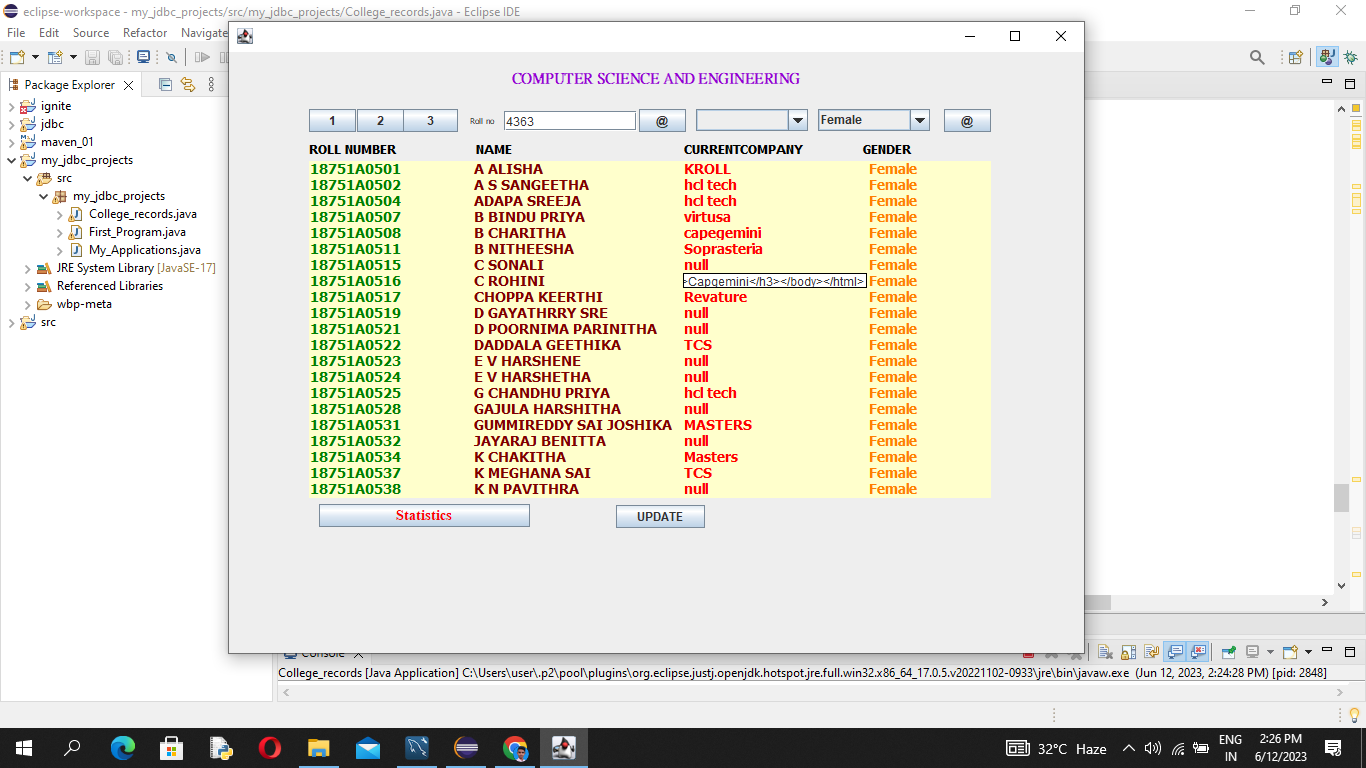 eclipse-workspace - my_jdbc_projects/src/my_jdbc_projects/College_records.java - Eclipse IDE
File Edit Source Refactor Navigate
Package Explorer
ignite
jdbc
maven_01
my_jdbc_projects
src
my_jdbc_projects
College_records.java
First_Program.java
My_Applications.java
JRE System Library [JavaSE-17]
Referenced Libraries
wbp-meta
src
COMPUTER SCIENCE AND ENGINEERING
1 2 3 Roll no 4363 @ Female @
ROLL NUMBER NAME CURRENTCOMPANY GENDER
18751A0501 A ALISHA KROLL Female
18751A0502 A S SANGEETHA hcl tech Female
18751A0504 ADAPA SREEJA hcl tech Female
18751A0507 B BINDU PRIYA virtusa Female
18751A0508 B CHARITHA capegemini Female
18751A0511 B NITHEESHA Soprasteria Female
18751A0515 C SONALI null Female
18751A0516 C ROHINI >Capgemini</h3></body></html> Female
18751A0517 CHOPPA KEERTHI Revature Female
18751A0519 D GAYATHRRY SRE null Female
18751A0521 D POORNIMA PARINITHA null Female
18751A0522 DADDALA GEETHIKA TCS Female
18751A0523 E V HARSHENE null Female
18751A0524 E V HARSHETHA null Female
18751A0525 G CHANDHU PRIYA hcl tech Female
18751A0528 GAJULA HARSHITHA null Female
18751A0531 GUMMIREDDY SAI JOSHIKA MASTERS Female
18751A0532 JAYARAJ BENITTA null Female
18751A0534 K CHAKITHA Masters Female
18751A0537 K MEGHANA SAI TCS Female
18751A0538 K N PAVITHRA null Female
Statistics UPDATE
Console
College_records [Java Application] C:\Users\user\.p2\pool\plugins\org.eclipse.justj.openjdk.hotspot.jre.full.win32.x86_64_17.0.5.v20221102-0933\jre\bin\javaw.exe (Jun 12, 2023, 2:24:28 PM) [pid: 2848]
32°C Haze
ENG
IN
2:26 PM
6/12/2023